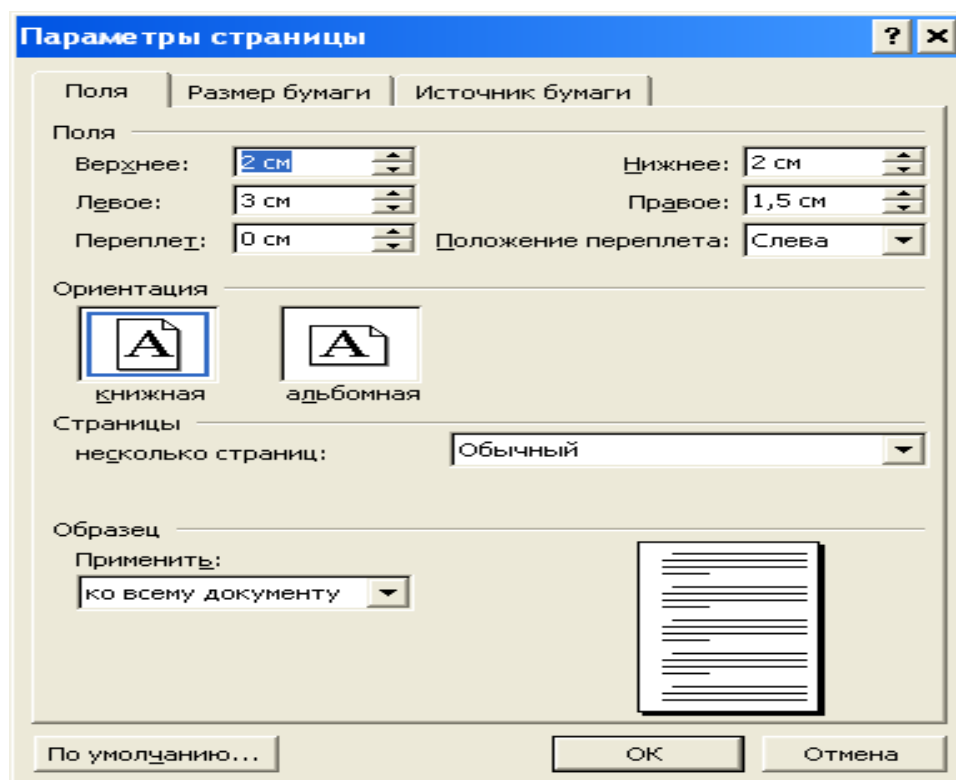 Параметры страницы
Поля Размер бумаги Источник бумаги
Поля
Верхнее: 2 см Нижнее: 2 см
Левое: 3 см Правое: 1,5 см
Переплет: 0 см Положение переплета: Слева
Ориентация
A A
книжная альбомная
Страницы
несколько страниц: Обычный
Образец
Применить:
ко всему документу
По умолчанию... ОК Отмена